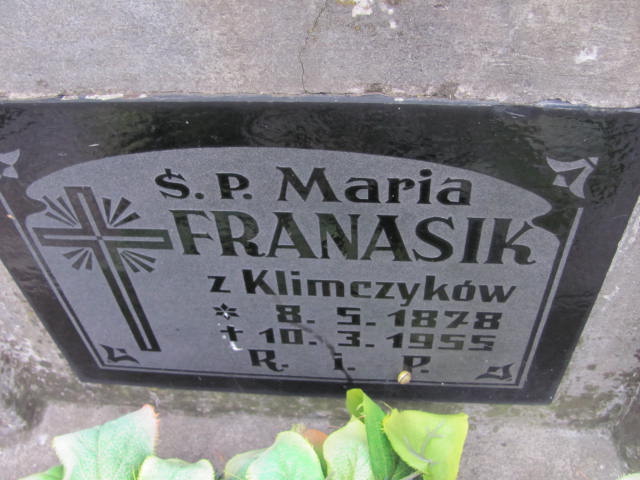 Ś. P. Maria
FRANASIK
z Klimczyków
* 8. 5. 1878
† 10. 3. 1955
R. i. P.